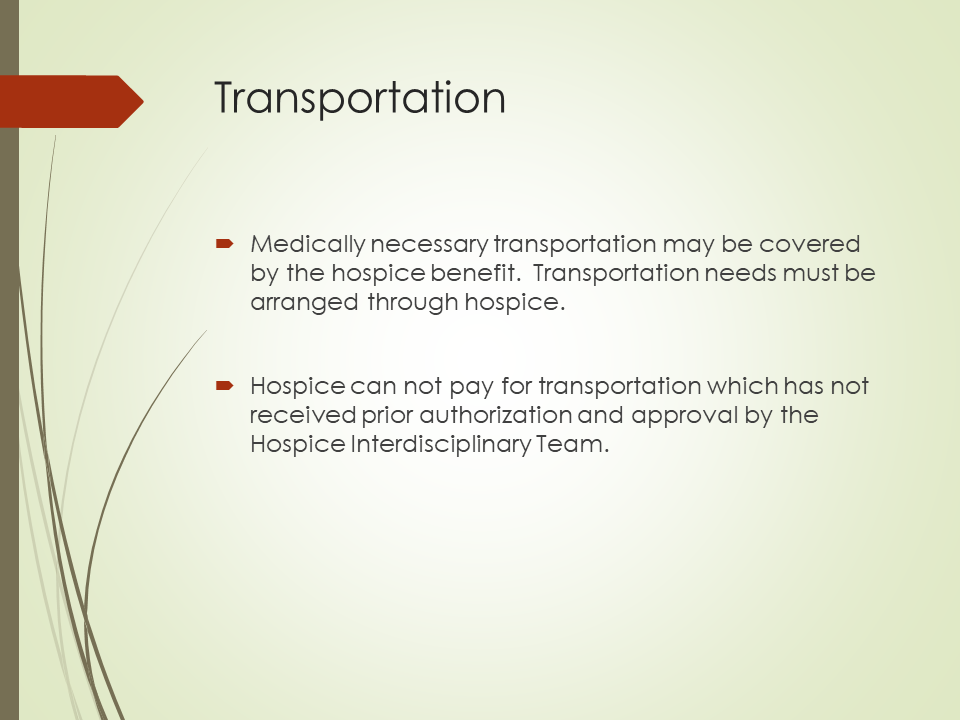 Transportation
Medically necessary transportation may be covered
by the hospice benefit.  Transportation needs must be
arranged through hospice.
Hospice can not pay for transportation which has not
received prior authorization and approval by the
Hospice Interdisciplinary Team.